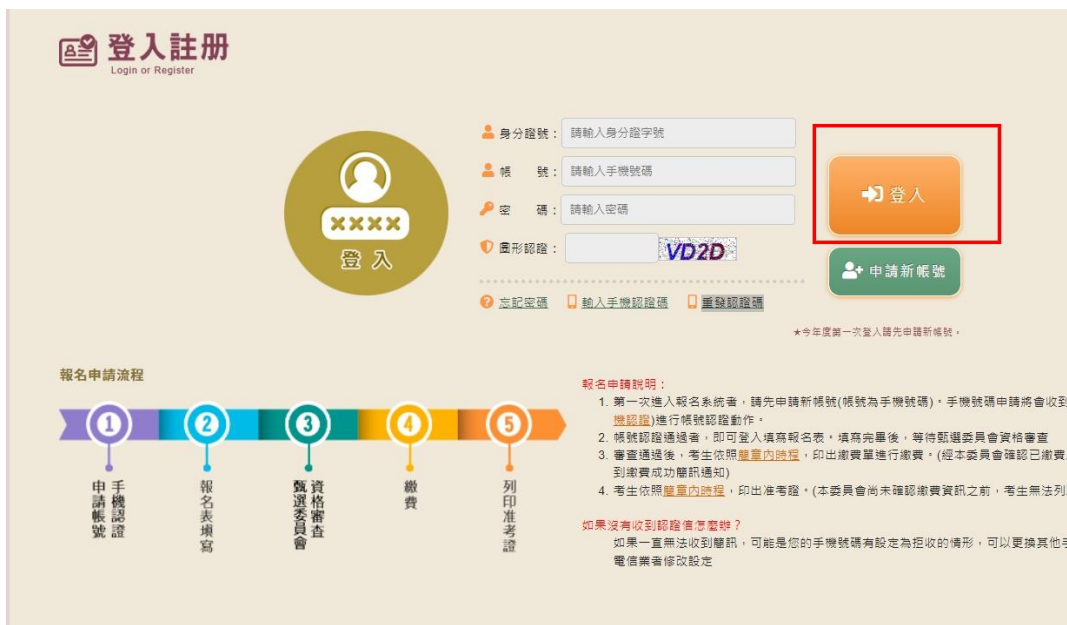 登入註册
Login or Register
身分證號：
請輸入身分證字號
帳 號：
請輸入手機號碼
密 碼：
請輸入密碼
圖形認證：
VD2D
忘記密碼 輸入手機認證碼 重發認證碼
登入
申請新帳號
★今年度第一次登入請先申請新帳號。
××××
登入
報名申請流程
1 2 3 4 5
手機認證
申請帳號
報名表填寫
資格審查
甄選委員會
繳費
列印准考證
報名申請說明：
1. 第一次進入報名系統者，請先申請新帳號(帳號為手機號碼)。手機號碼申請將會收到
機認證)進行帳號認證動作。
2. 帳號認證通過者，即可登入填寫報名表。填寫完畢後，等待甄選委員會資格審查
3. 審查通過後，考生依照簡章內時程，印出繳費單進行繳費。(經本委員會確認已繳費
到繳費成功簡訊通知)
4. 考生依照簡章內時程，印出准考證。(本委員會尚未確認繳費資訊之前，考生無法列
如果沒有收到認證信怎麼辦？
如果一直無法收到簡訊，可能是您的手機號碼有設定為拒收的情形，可以更換其他手
電信業者修改設定